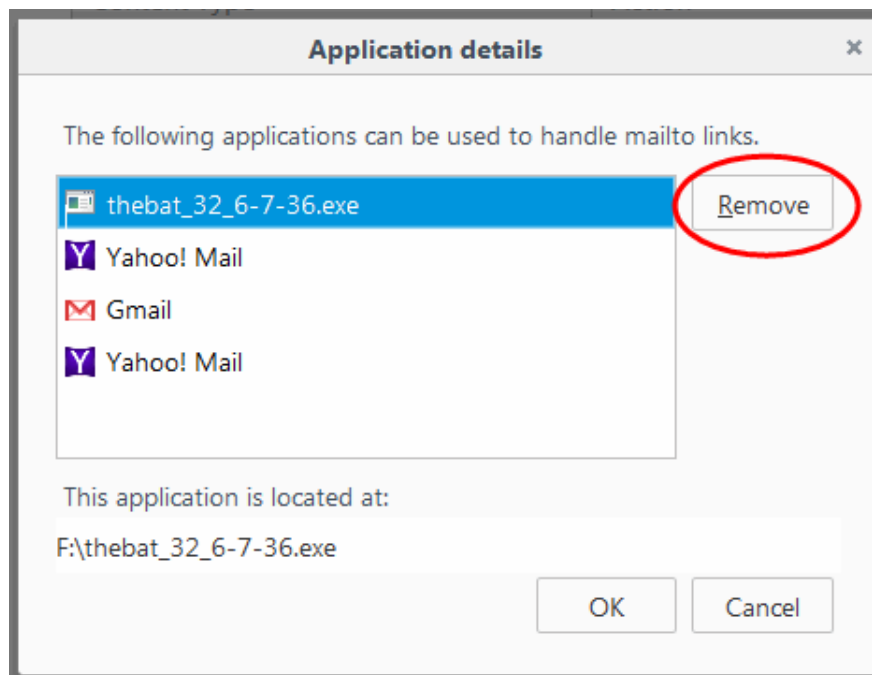 Application details
The following applications can be used to handle mailto links.
thebat_32_6-7-36.exe
Remove
Yahoo! Mail
Gmail
Yahoo! Mail
This application is located at:
F:\thebat_32_6-7-36.exe
OK
Cancel